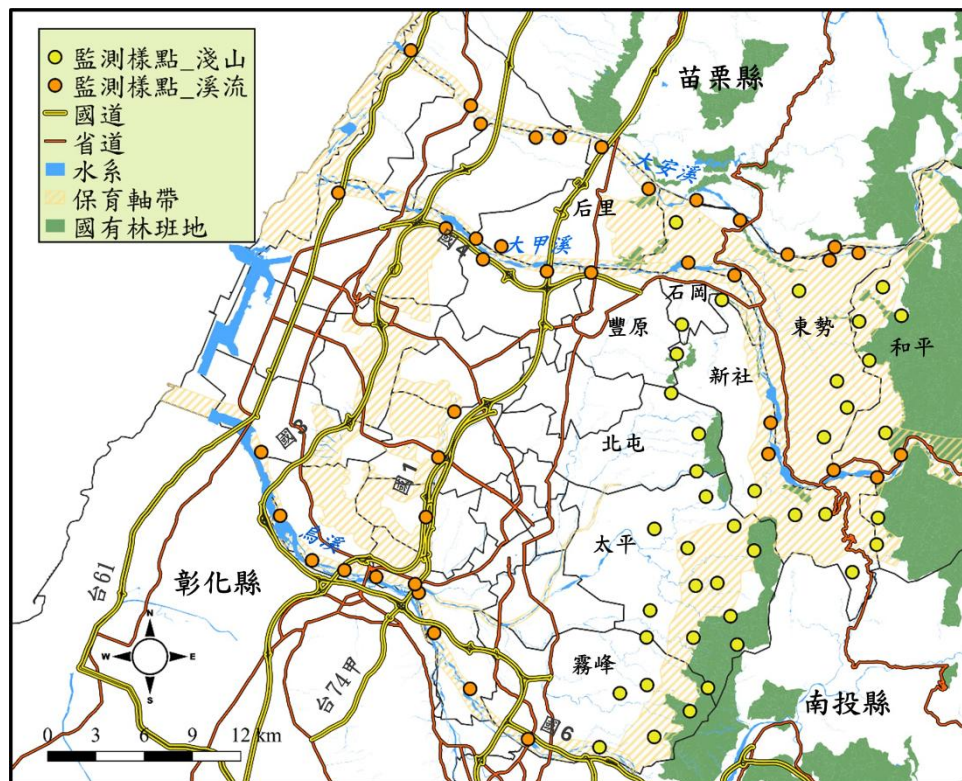 監測樣點_淺山
監測樣點_溪流
國道
省道
水系
保育軸帶
國有林班地
苗栗縣
大安溪
后里
大甲溪
國4
石岡
豐原
東勢
和平
新社
北屯
國3
國1
烏溪
太平
彰化縣
台61
台74甲
霧峰
南投縣
國6
N
W
E
S
0 3 6 9 12 km